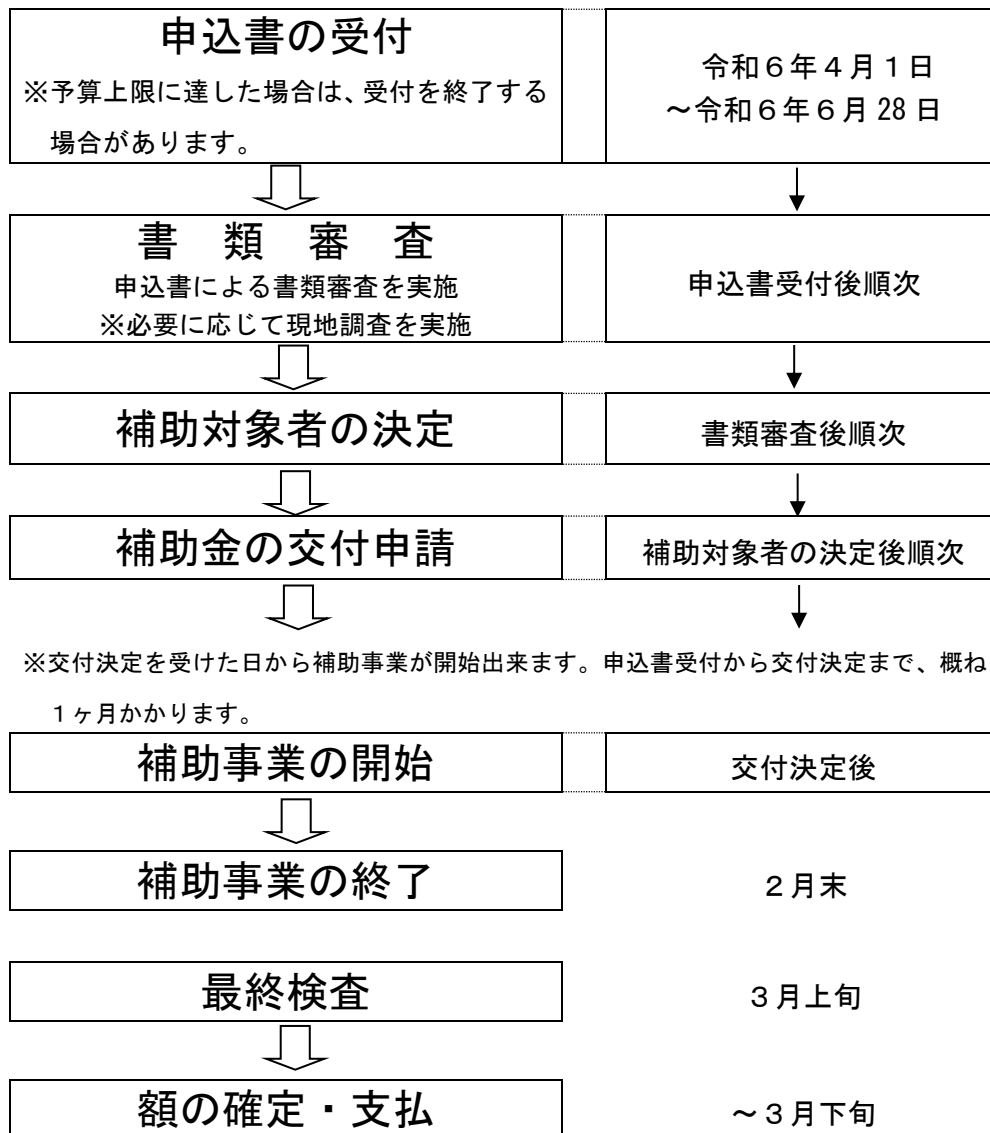 申込書の受付
※予算上限に達した場合は、受付を終了する
場合があります。
令和６年４月１日
～令和６年６月 28 日
書　類　審　査
申込書による書類審査を実施
※必要に応じて現地調査を実施
申込書受付後順次
補助対象者の決定
書類審査後順次
補助金の交付申請
補助対象者の決定後順次
※交付決定を受けた日から補助事業が開始出来ます。申込書受付から交付決定まで、概ね
１ヶ月かかります。
補助事業の開始
交付決定後
補助事業の終了
２月末
最終検査
３月上旬
額の確定・支払
～３月下旬